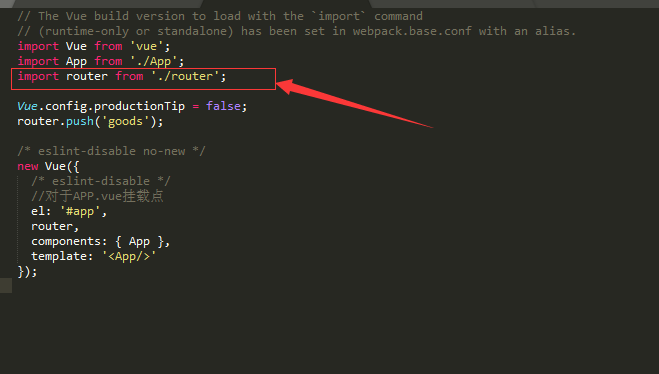 // The Vue build version to load with the `import` command
// (runtime-only or standalone) has been set in webpack.base.conf with an alias.
import Vue from 'vue';
import App from './App';
import router from './router';
Vue.config.productionTip = false;
router.push('goods');
/* eslint-disable no-new */
new Vue({
/* eslint-disable */
//对于APP.vue挂载点
el: '#app',
router,
components: { App },
template: '<App/>'
});